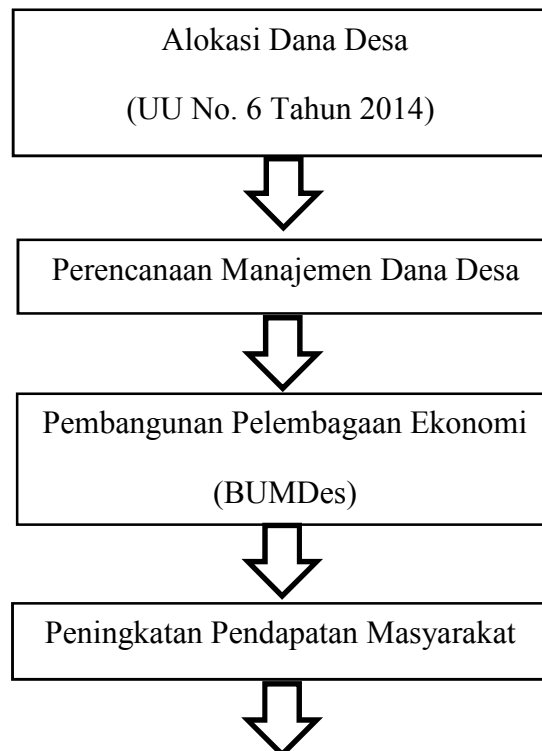 Alokasi Dana Desa
(UU No. 6 Tahun 2014)
Perencanaan Manajemen Dana Desa
Pembangunan Pelembagaan Ekonomi
(BUMDes)
Peningkatan Pendapatan Masyarakat